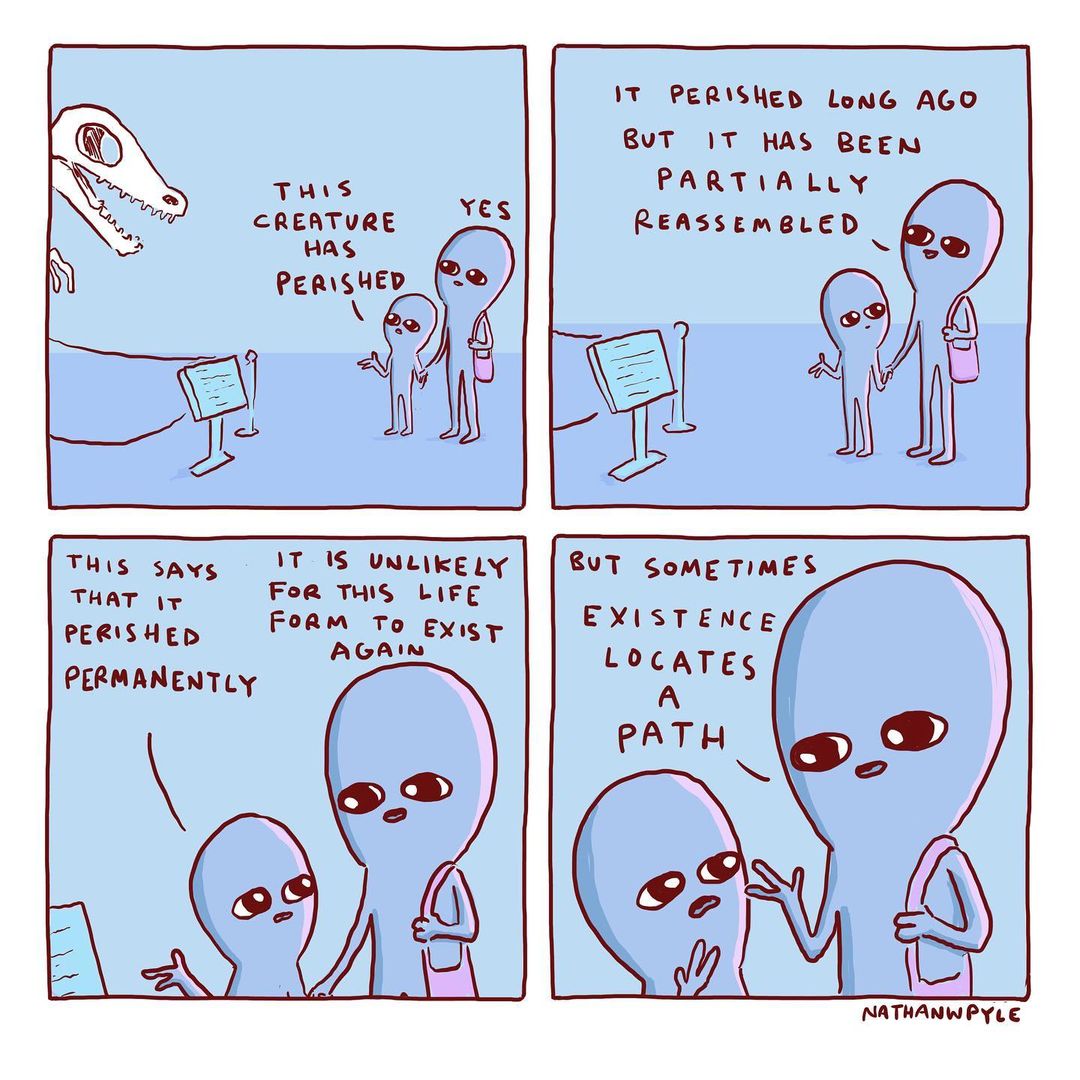 THIS
CREATURE
HAS
PERISHED
YES
IT PERISHED LONG AGO
BUT IT HAS BEEN
PARTIALLY
REASSEMBLED
THIS SAYS
THAT IT
PERISHED
PERMANENTLY
IT IS UNLIKELY
FOR THIS LIFE
FORM TO EXIST
AGAIN
BUT SOMETIMES
EXISTENCE
LOCATES
A
PATH
NATHANWPYLE